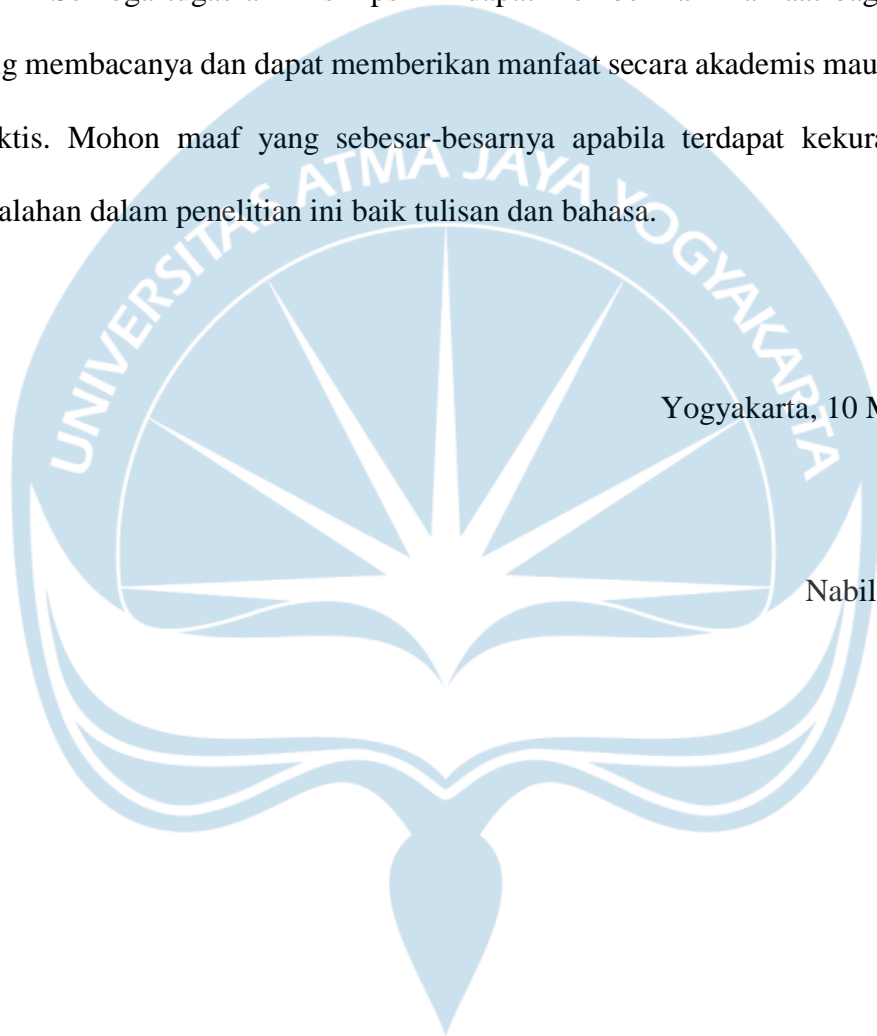 ng membacanya dan dapat memberikan manfaat secara akademis mau
ktis. Mohon maaf yang sebesar-besarnya apabila terdapat kekura
alahan dalam penelitian ini baik tulisan dan bahasa.
UNIVERSITAS ATMA JAYA YOGYAKARTA
Yogyakarta, 10 M
Nabil